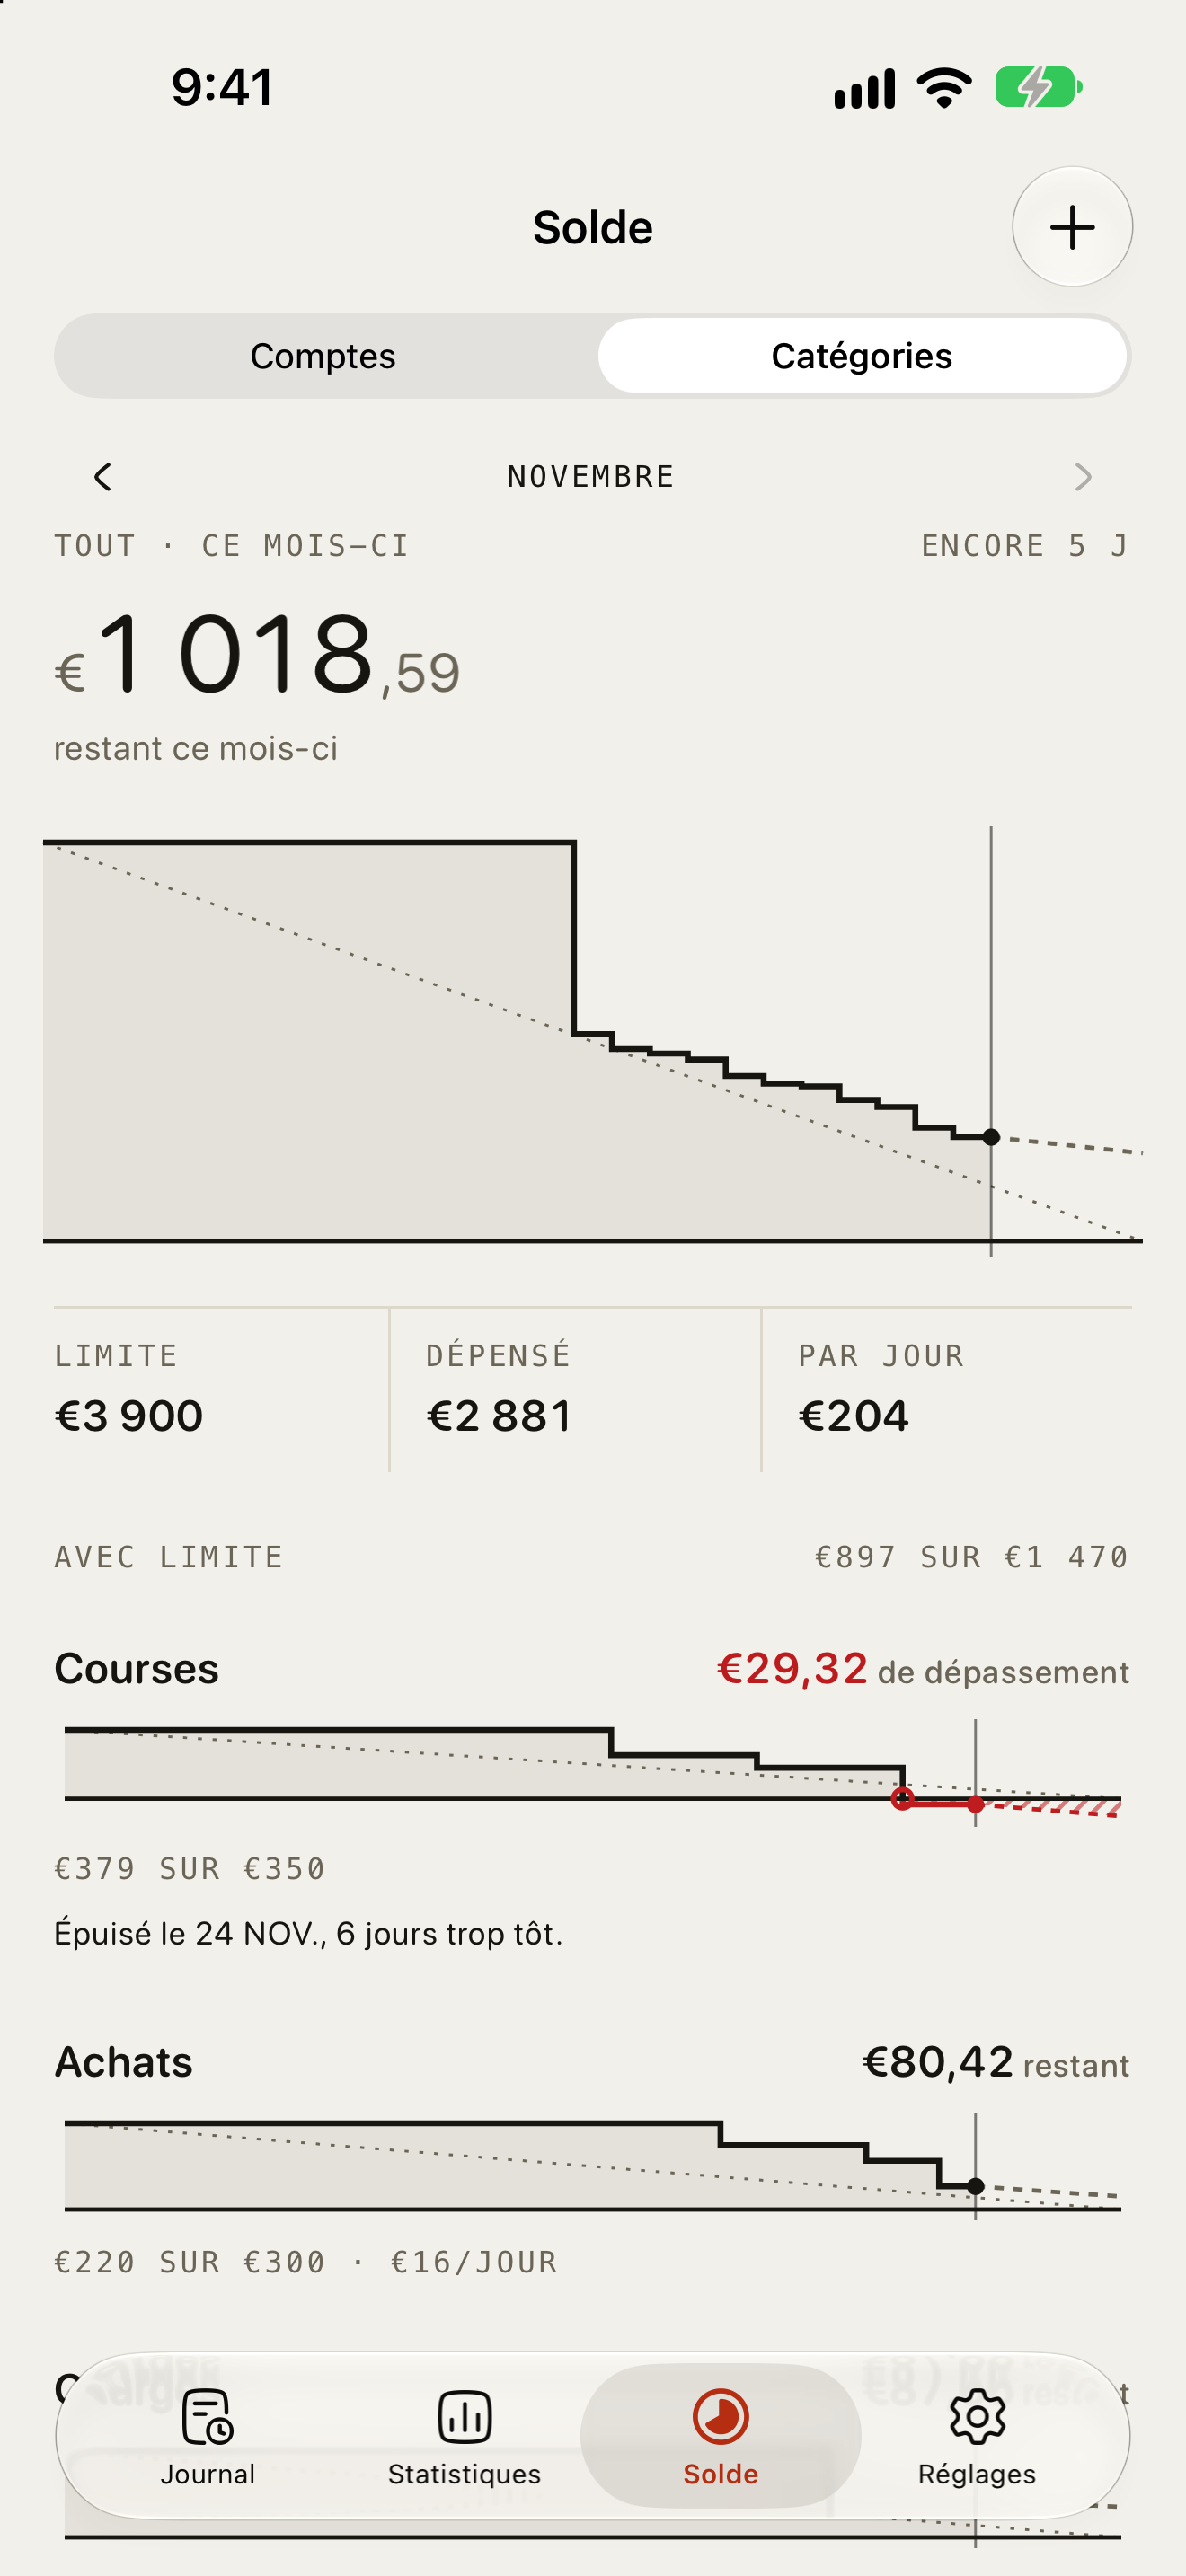 9:41
Solde
Comptes
Catégories
NOVEMBRE
TOUT · CE MOIS-CI
ENCORE 5 J
€1 018,59
restant ce mois-ci
LIMITE
DÉPENSÉ
PAR JOUR
€3 900
€2 881
€204
AVEC LIMITE
€897 SUR €1 470
Courses
€29,32 de dépassement
€379 SUR €350
Épuisé le 24 NOV., 6 jours trop tôt.
Achats
€80,42 restant
€220 SUR €300 · €16/JOUR
Journal
Statistiques
Solde
Réglages